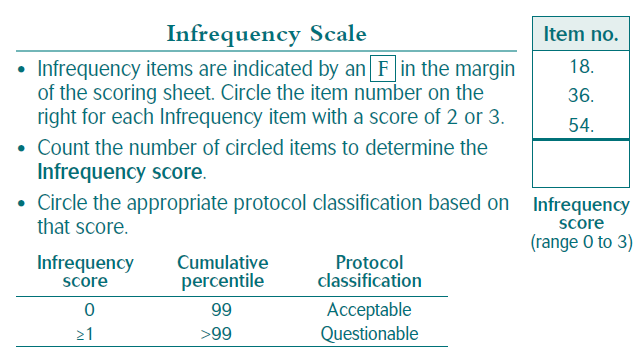 Infrequency Scale
• Infrequency items are indicated by an F in the margin
of the scoring sheet. Circle the item number on the
right for each Infrequency item with a score of 2 or 3.
• Count the number of circled items to determine the
Infrequency score.
• Circle the appropriate protocol classification based on
that score.
Infrequency score Cumulative percentile Protocol classification
0 99 Acceptable
≥1 >99 Questionable
Item no.
18.
36.
54.
Infrequency
score
(range 0 to 3)